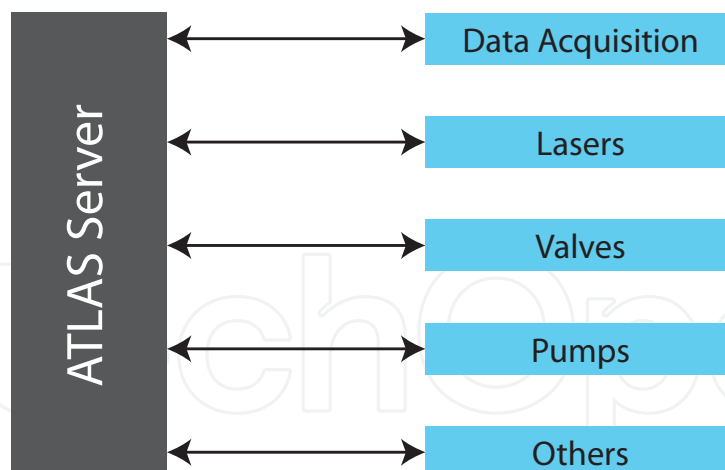 ATLAS Server
Data Acquisition
Lasers
Valves
Pumps
Others